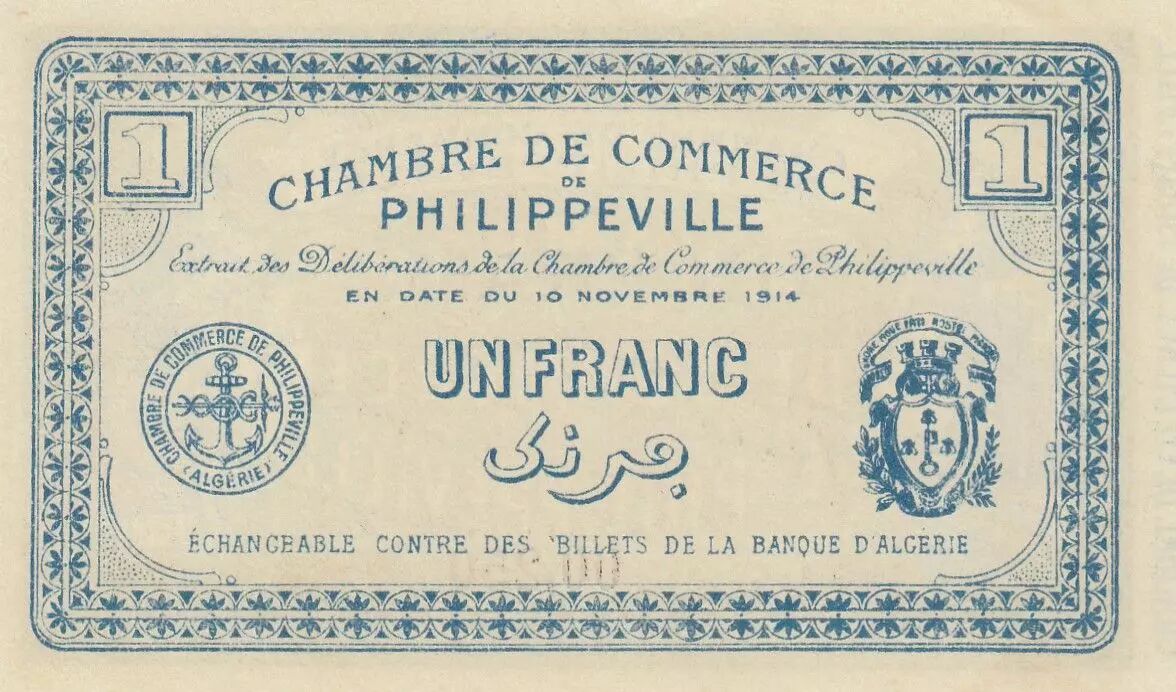 1
1
CHAMBRE DE COMMERCE
DE
PHILIPPEVILLE
Extrait des Délibérations de la Chambre de Commerce de Philippeville
EN DATE DU 10 NOVEMBRE 1914
UN FRANC
ڢرنك
CHAMBRE DE COMMERCE DE PHILIPPEVILLE
(ALGÉRIE)
ÉCHANGEABLE CONTRE DES BILLETS DE LA BANQUE D'ALGÉRIE